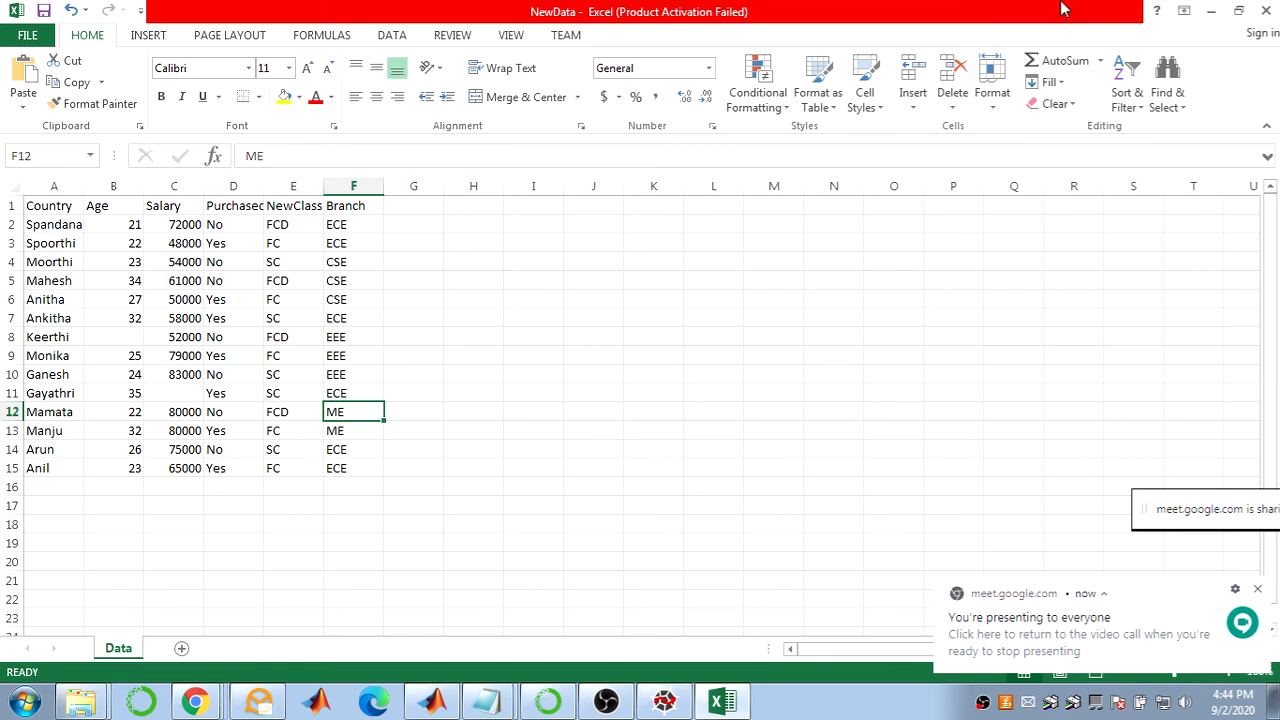 NewData - Excel (Product Activation Failed)
FILE HOME INSERT PAGE LAYOUT FORMULAS DATA REVIEW VIEW TEAM Sign in
Paste Cut Copy Format Painter
Clipboard
Calibri 11
B I U A
Font
Wrap Text
Merge & Center
Alignment
General
$ % ,
Number
Conditional Formatting Format as Table Cell Styles
Styles
Insert Delete Format
Cells
AutoSum Fill Clear Sort & Filter Find & Select
Editing
F12 fx ME
A B C D E F G H I J K L M N O P Q R S T U
1 Country Age Salary Purchased NewClass Branch
2 Spandana 21 72000 No FCD ECE
3 Spoorthi 22 48000 Yes FC ECE
4 Moorthi 23 54000 No SC CSE
5 Mahesh 34 61000 No FCD CSE
6 Anitha 27 50000 Yes FC CSE
7 Ankitha 32 58000 Yes SC ECE
8 Keerthi 52000 No FCD EEE
9 Monika 25 79000 Yes FC EEE
10 Ganesh 24 83000 No SC EEE
11 Gayathri 35 Yes SC ECE
12 Mamata 22 80000 No FCD ME
13 Manju 32 80000 Yes FC ME
14 Arun 26 75000 No SC ECE
15 Anil 23 65000 Yes FC ECE
16
17
18
19
20
21
22
23
meet.google.com is shari
meet.google.com • now
You're presenting to everyone
Click here to return to the video call when you're
ready to stop presenting
Data
READY
4:44 PM
9/2/2020